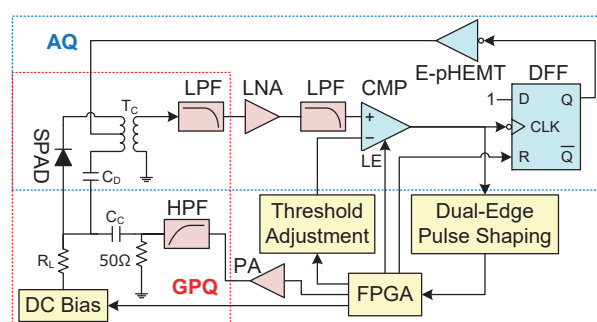 AQ
E-pHEMT
DFF
LPF
LNA
LPF
CMP
T_C
1
D
Q
+
−
CLK
SPAD
LE
R
Q̅
C_D
C_C
HPF
Threshold
Adjustment
Dual-Edge
Pulse Shaping
R_L
50Ω
PA
GPQ
FPGA
DC Bias